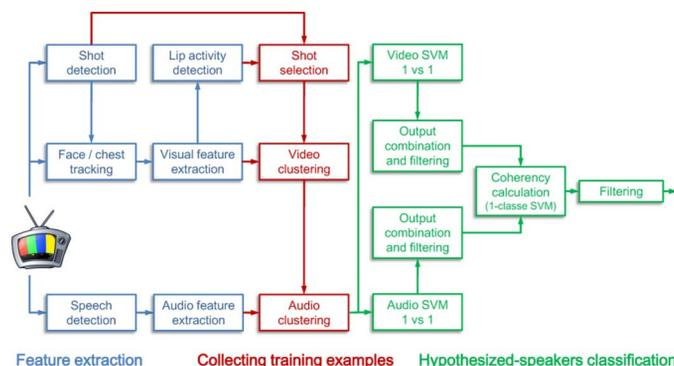 Shot
detection
Lip activity
detection
Shot
selection
Video SVM
1 vs 1
Face / chest
tracking
Visual feature
extraction
Video
clustering
Output
combination
and filtering
Coherency
calculation
(1-classe SVM)
Filtering
Output
combination
and filtering
Speech
detection
Audio feature
extraction
Audio
clustering
Audio SVM
1 vs 1
Feature extraction
Collecting training examples
Hypothesized-speakers classification